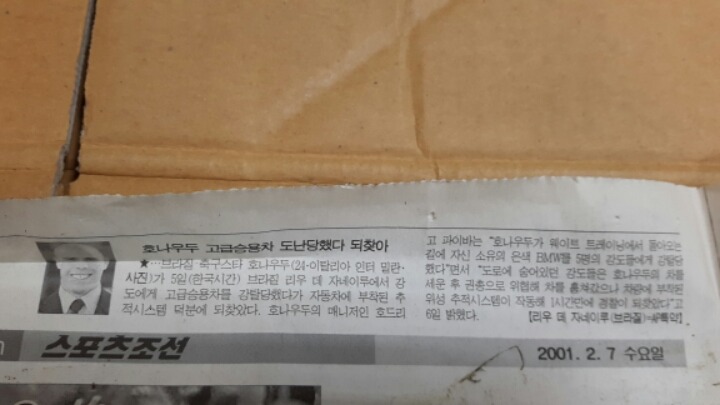 호나우두 고급승용차 도난당했다 되찾아
★…브라질 축구스타 호나우두(24·이탈리아 인터 밀란·
사진)가 5일(한국시간) 브라질 리우 데 자네이루에서 강
도에게 고급승용차를 강탈당했다가 자동차에 부착된 추
적시스템 덕분에 되찾았다. 호나우두의 매니저인 호드리
고 파이바는 "호나우두가 웨이트 트레이닝에서 돌아오는
길에 자신 소유의 은색 BMW를 5명의 강도들에게 강탈당
했다"면서 "도로에 숨어있던 강도들은 호나우두의 차를
세운 후 권총으로 위협해 차를 훔쳐갔으나 차량에 부착된
위성 추적시스템이 작동해 1시간만에 경찰이 되찾았다"고
6일 밝혔다.
【리우 데 자네이루(브라질)=
스포츠조선
2001. 2. 7 수요일